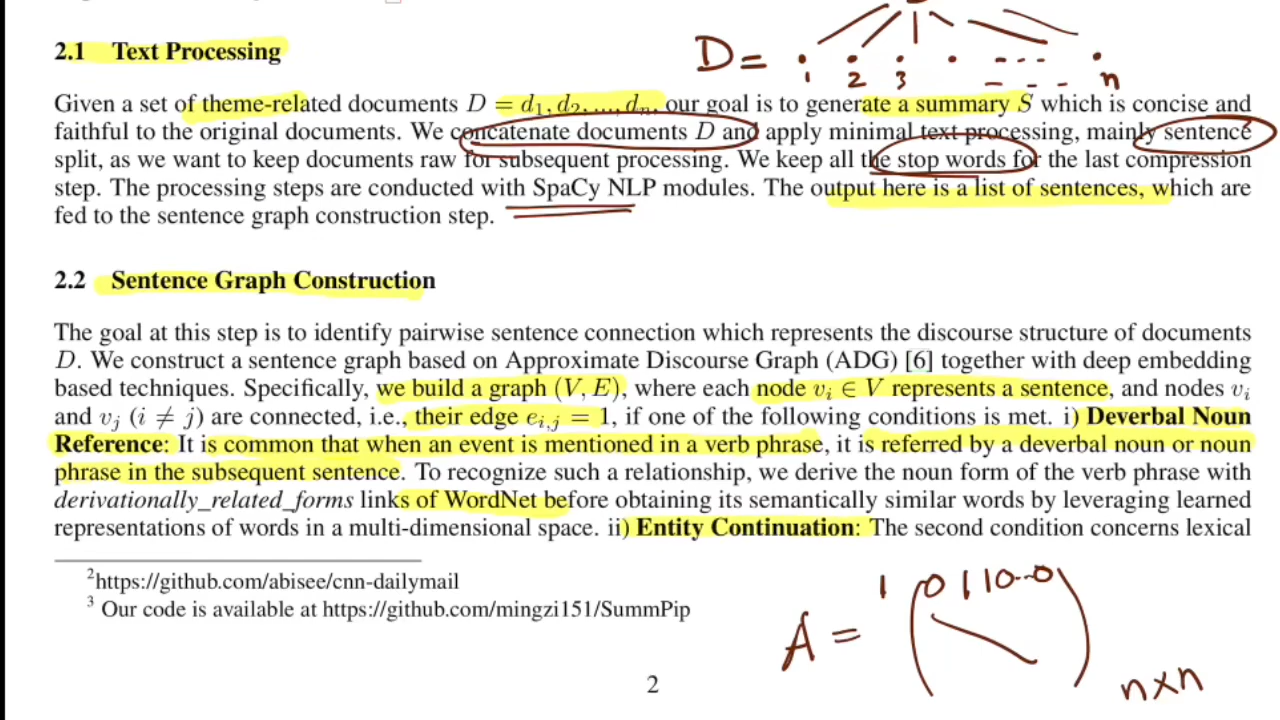 2.1 Text Processing
D = . . . . - - - .
1 2 3 - - - n
Given a set of theme-related documents D = d1, d2, ..., dn, our goal is to generate a summary S which is concise and
faithful to the original documents. We concatenate documents D and apply minimal text processing, mainly sentence
split, as we want to keep documents raw for subsequent processing. We keep all the stop words for the last compression
step. The processing steps are conducted with SpaCy NLP modules. The output here is a list of sentences, which are
fed to the sentence graph construction step.
2.2 Sentence Graph Construction
The goal at this step is to identify pairwise sentence connection which represents the discourse structure of documents
D. We construct a sentence graph based on Approximate Discourse Graph (ADG) [6] together with deep embedding
based techniques. Specifically, we build a graph (V, E), where each node vi ∈ V represents a sentence, and nodes vi
and vj (i ≠ j) are connected, i.e., their edge ei,j = 1, if one of the following conditions is met. i) Deverbal Noun
Reference: It is common that when an event is mentioned in a verb phrase, it is referred by a deverbal noun or noun
phrase in the subsequent sentence. To recognize such a relationship, we derive the noun form of the verb phrase with
derivationally_related_forms links of WordNet before obtaining its semantically similar words by leveraging learned
representations of words in a multi-dimensional space. ii) Entity Continuation: The second condition concerns lexical
2https://github.com/abisee/cnn-dailymail
3 Our code is available at https://github.com/mingzi151/SummPip
1 0 1 1 0 -- 0
A = ( )
n×n
2